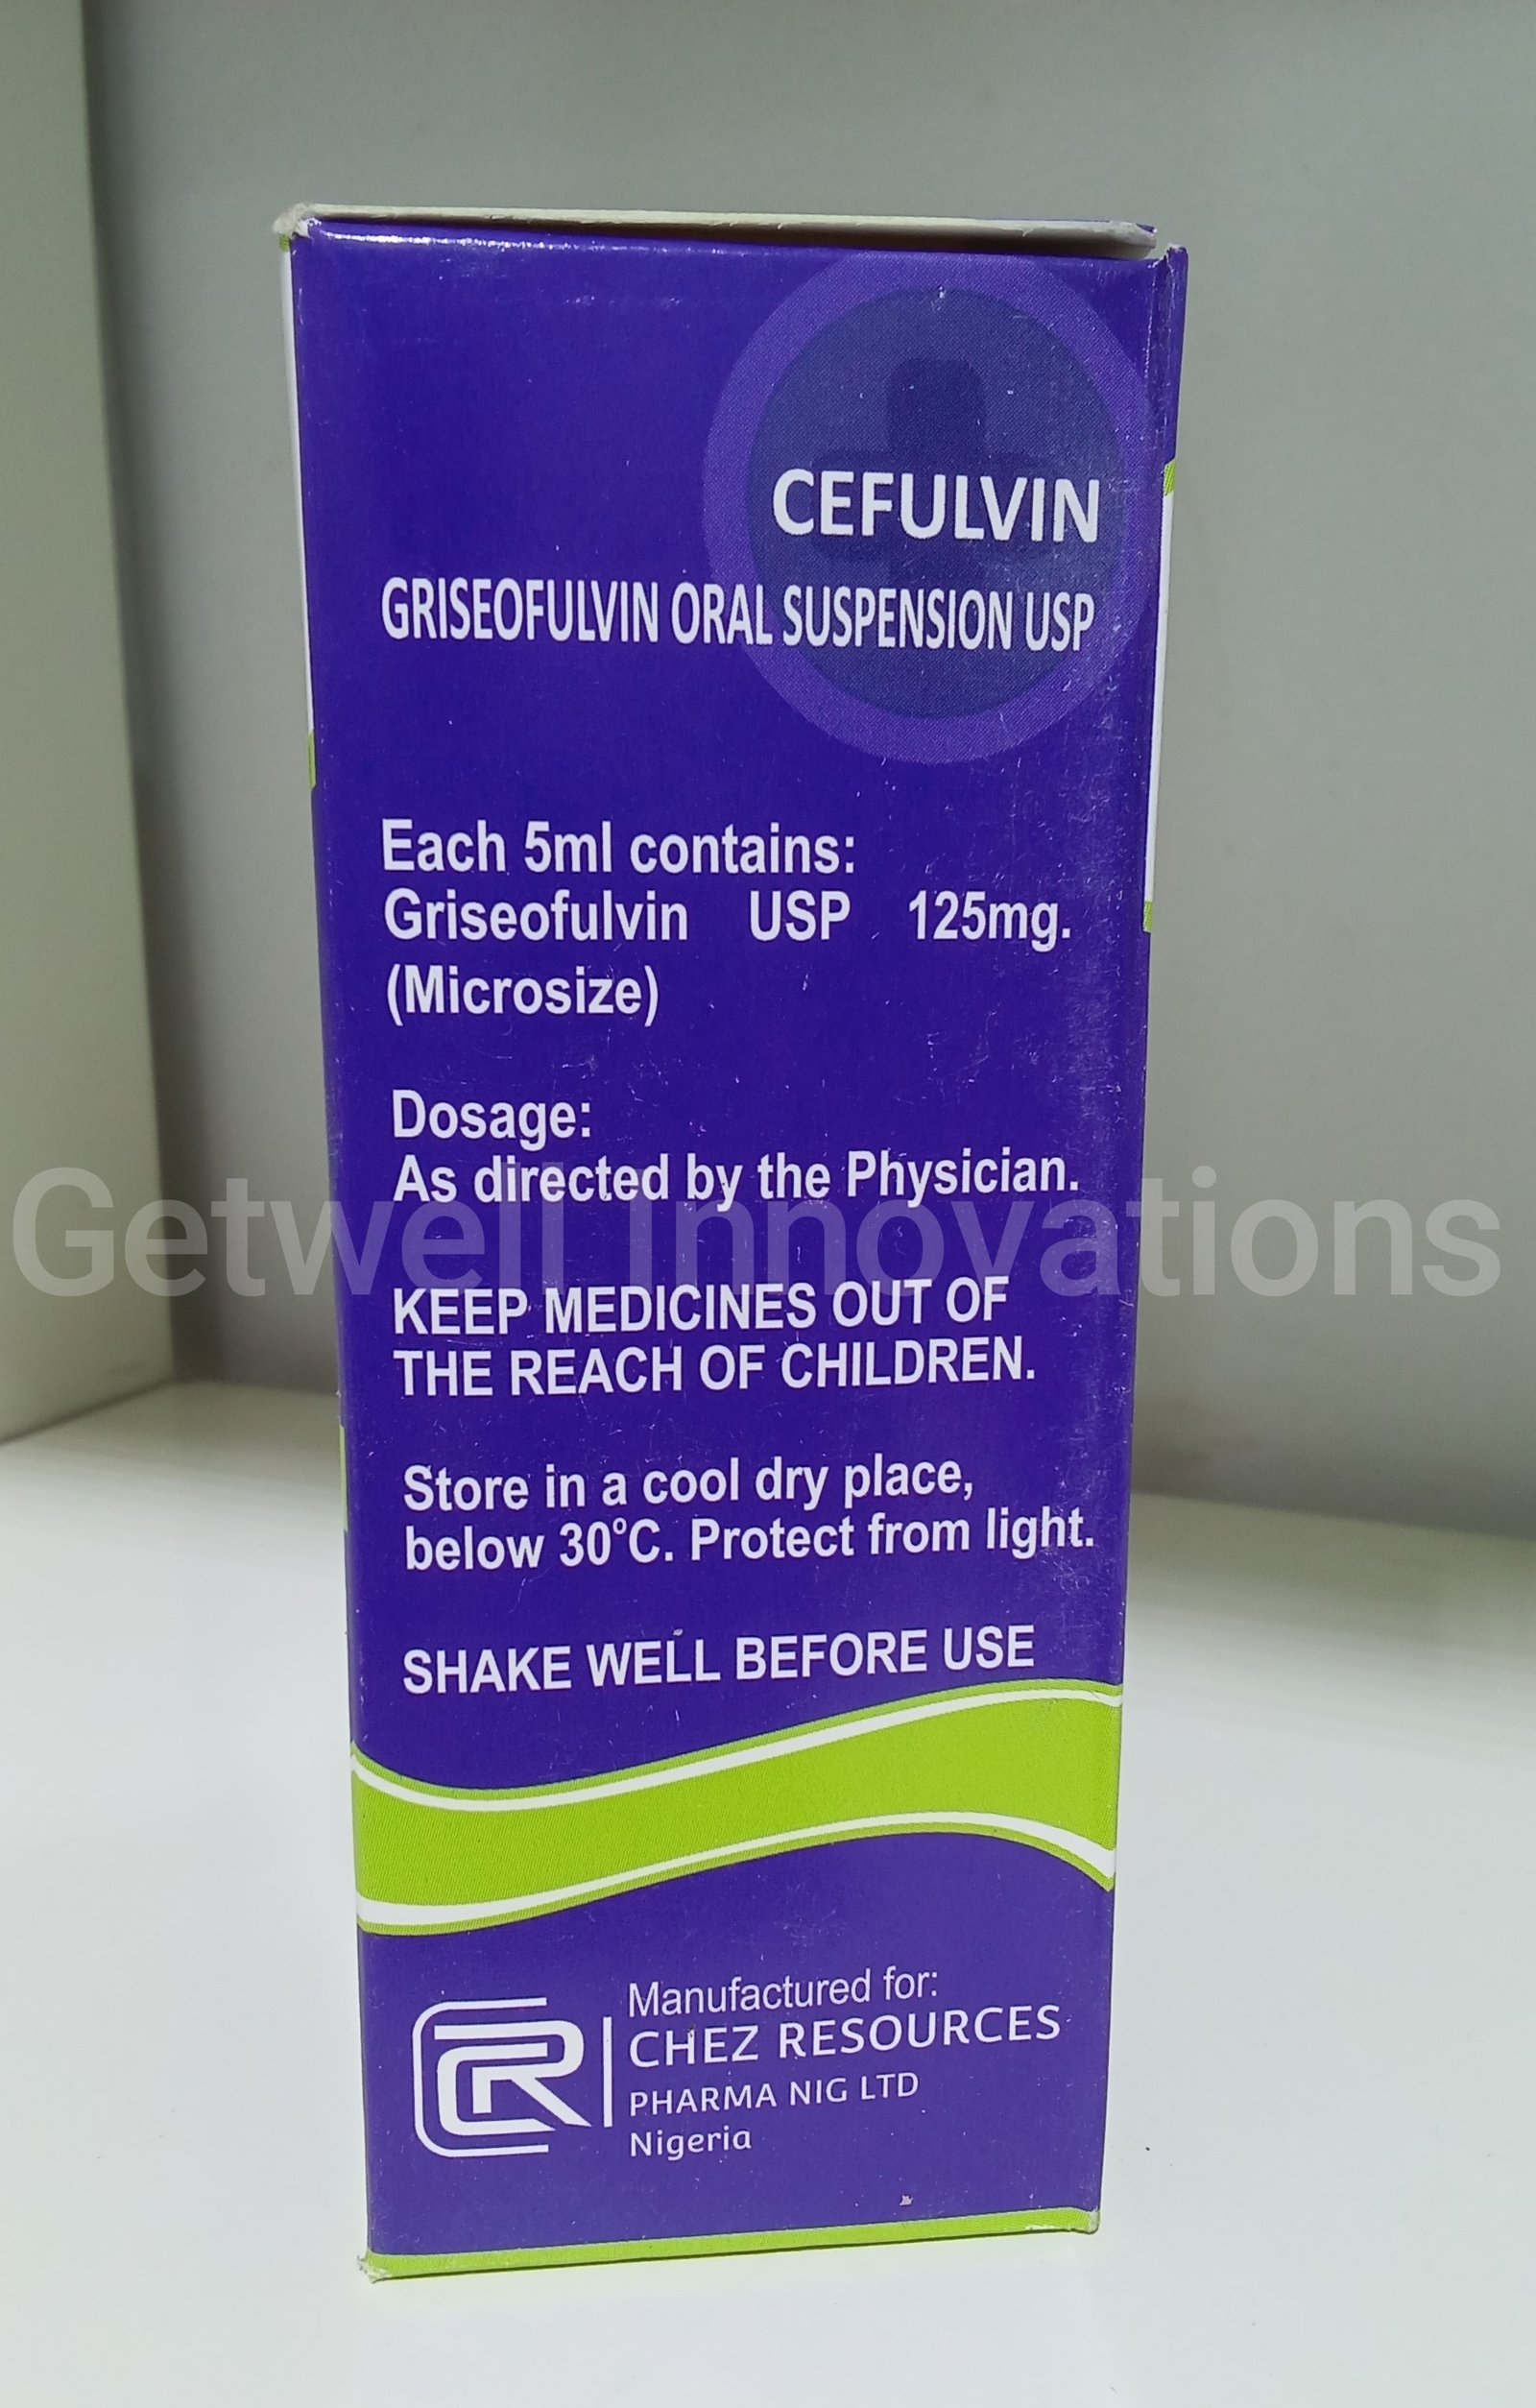 CEFULVIN
GRISEOFULVIN ORAL SUSPENSION USP
Each 5ml contains:
Griseofulvin USP 125mg.
(Microsize)
Dosage:
As directed by the Physician.
Getwell Innovations
KEEP MEDICINES OUT OF
THE REACH OF CHILDREN.
Store in a cool dry place,
below 30°C. Protect from light.
SHAKE WELL BEFORE USE
CR
Manufactured for:
CHEZ RESOURCES
PHARMA NIG LTD
Nigeria